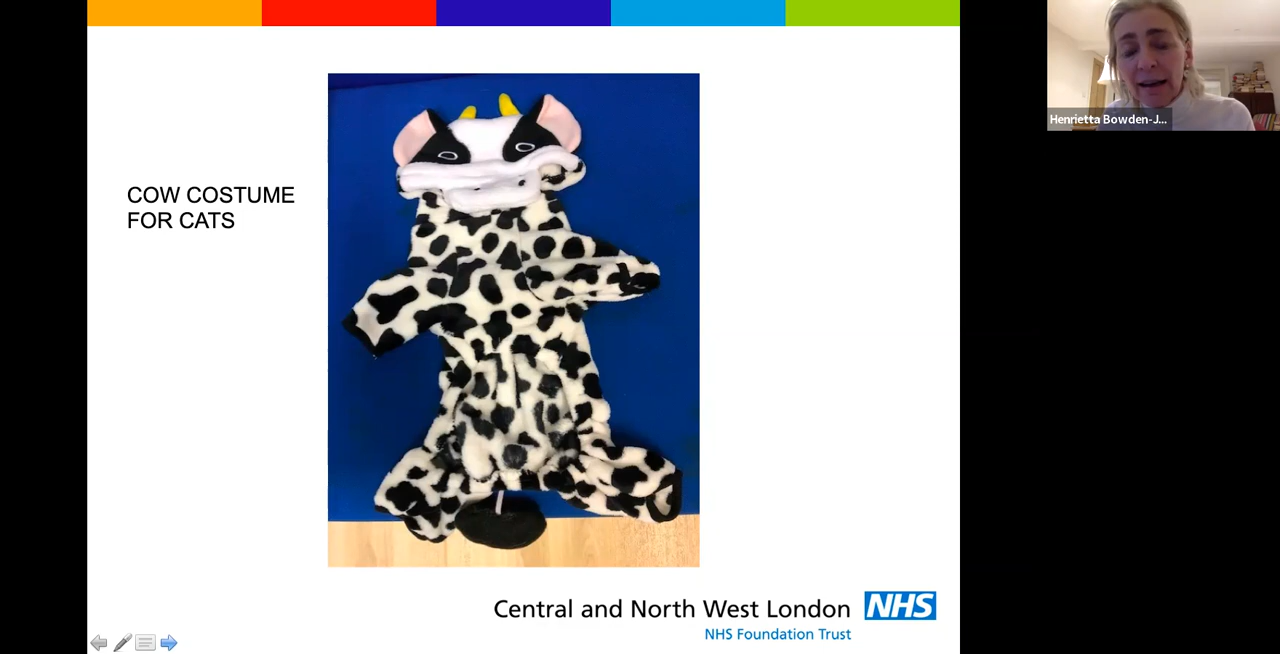 Henrietta Bowden-J...
COW COSTUME
FOR CATS
Central and North West London
NHS
NHS Foundation Trust